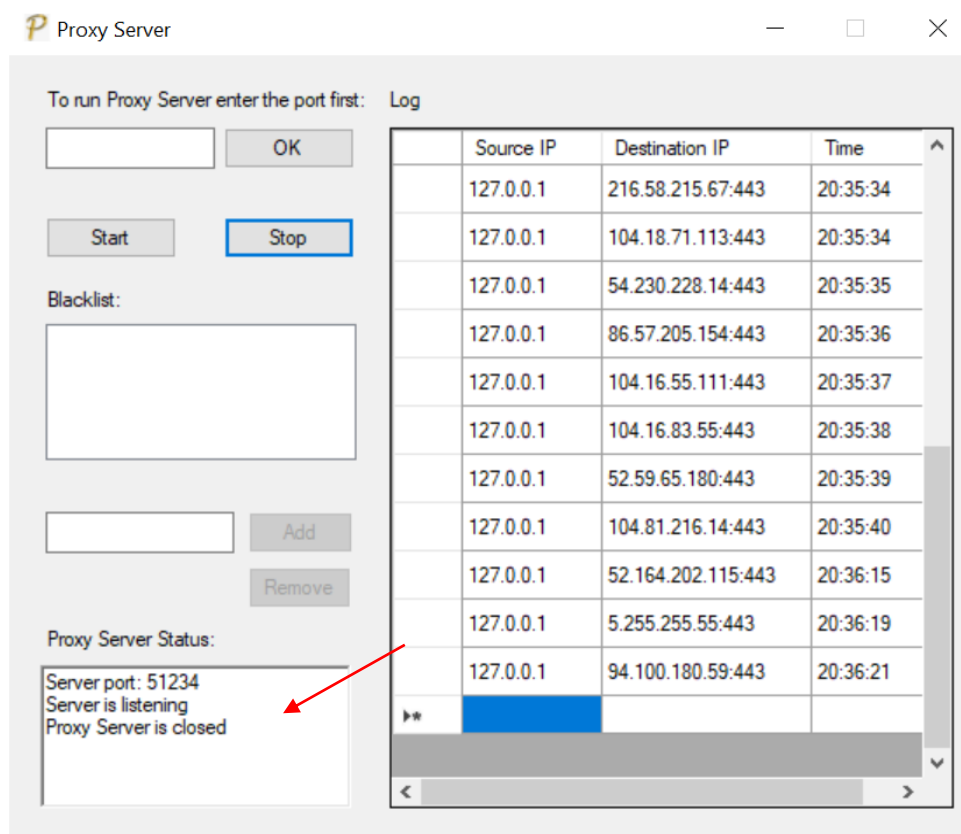 Proxy Server
To run Proxy Server enter the port first:
OK
Start
Stop
Blacklist:
Add
Remove
Proxy Server Status:
Server port: 51234
Server is listening
Proxy Server is closed
Log
Source IP Destination IP Time
127.0.0.1 216.58.215.67:443 20:35:34
127.0.0.1 104.18.71.113:443 20:35:34
127.0.0.1 54.230.228.14:443 20:35:35
127.0.0.1 86.57.205.154:443 20:35:36
127.0.0.1 104.16.55.111:443 20:35:37
127.0.0.1 104.16.83.55:443 20:35:38
127.0.0.1 52.59.65.180:443 20:35:39
127.0.0.1 104.81.216.14:443 20:35:40
127.0.0.1 52.164.202.115:443 20:36:15
127.0.0.1 5.255.255.55:443 20:36:19
127.0.0.1 94.100.180.59:443 20:36:21